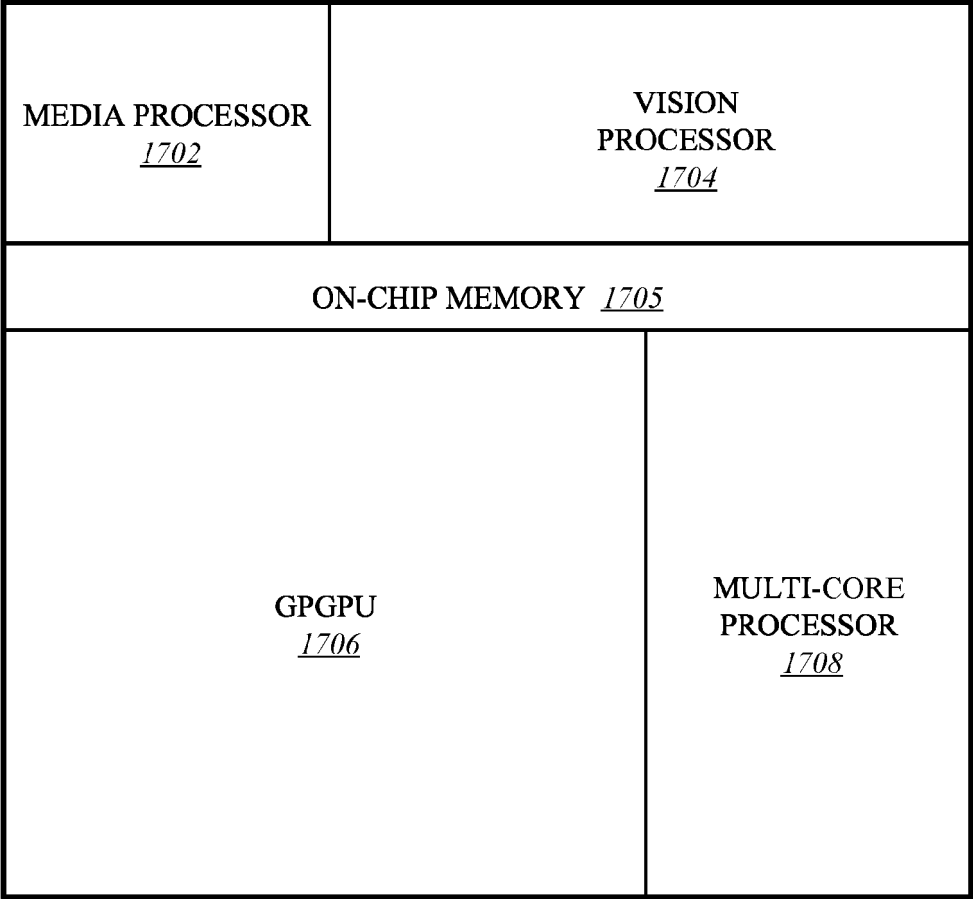 MEDIA PROCESSOR
1702
VISION
PROCESSOR
1704
ON-CHIP MEMORY 1705
GPGPU
1706
MULTI-CORE
PROCESSOR
1708